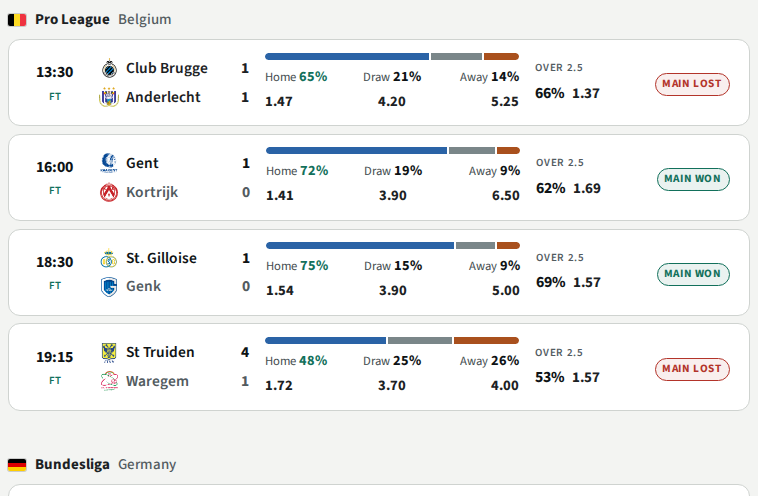 Pro League Belgium
13:30
FT
Club Brugge 1
Anderlecht 1
Home 65% Draw 21% Away 14%
1.47 4.20 5.25
OVER 2.5
66% 1.37
MAIN LOST
16:00
FT
Gent 1
Kortrijk 0
Home 72% Draw 19% Away 9%
1.41 3.90 6.50
OVER 2.5
62% 1.69
MAIN WON
18:30
FT
St. Gilloise 1
Genk 0
Home 75% Draw 15% Away 9%
1.54 3.90 5.00
OVER 2.5
69% 1.57
MAIN WON
19:15
FT
St Truiden 4
Waregem 1
Home 48% Draw 25% Away 26%
1.72 3.70 4.00
OVER 2.5
53% 1.57
MAIN LOST
Bundesliga Germany